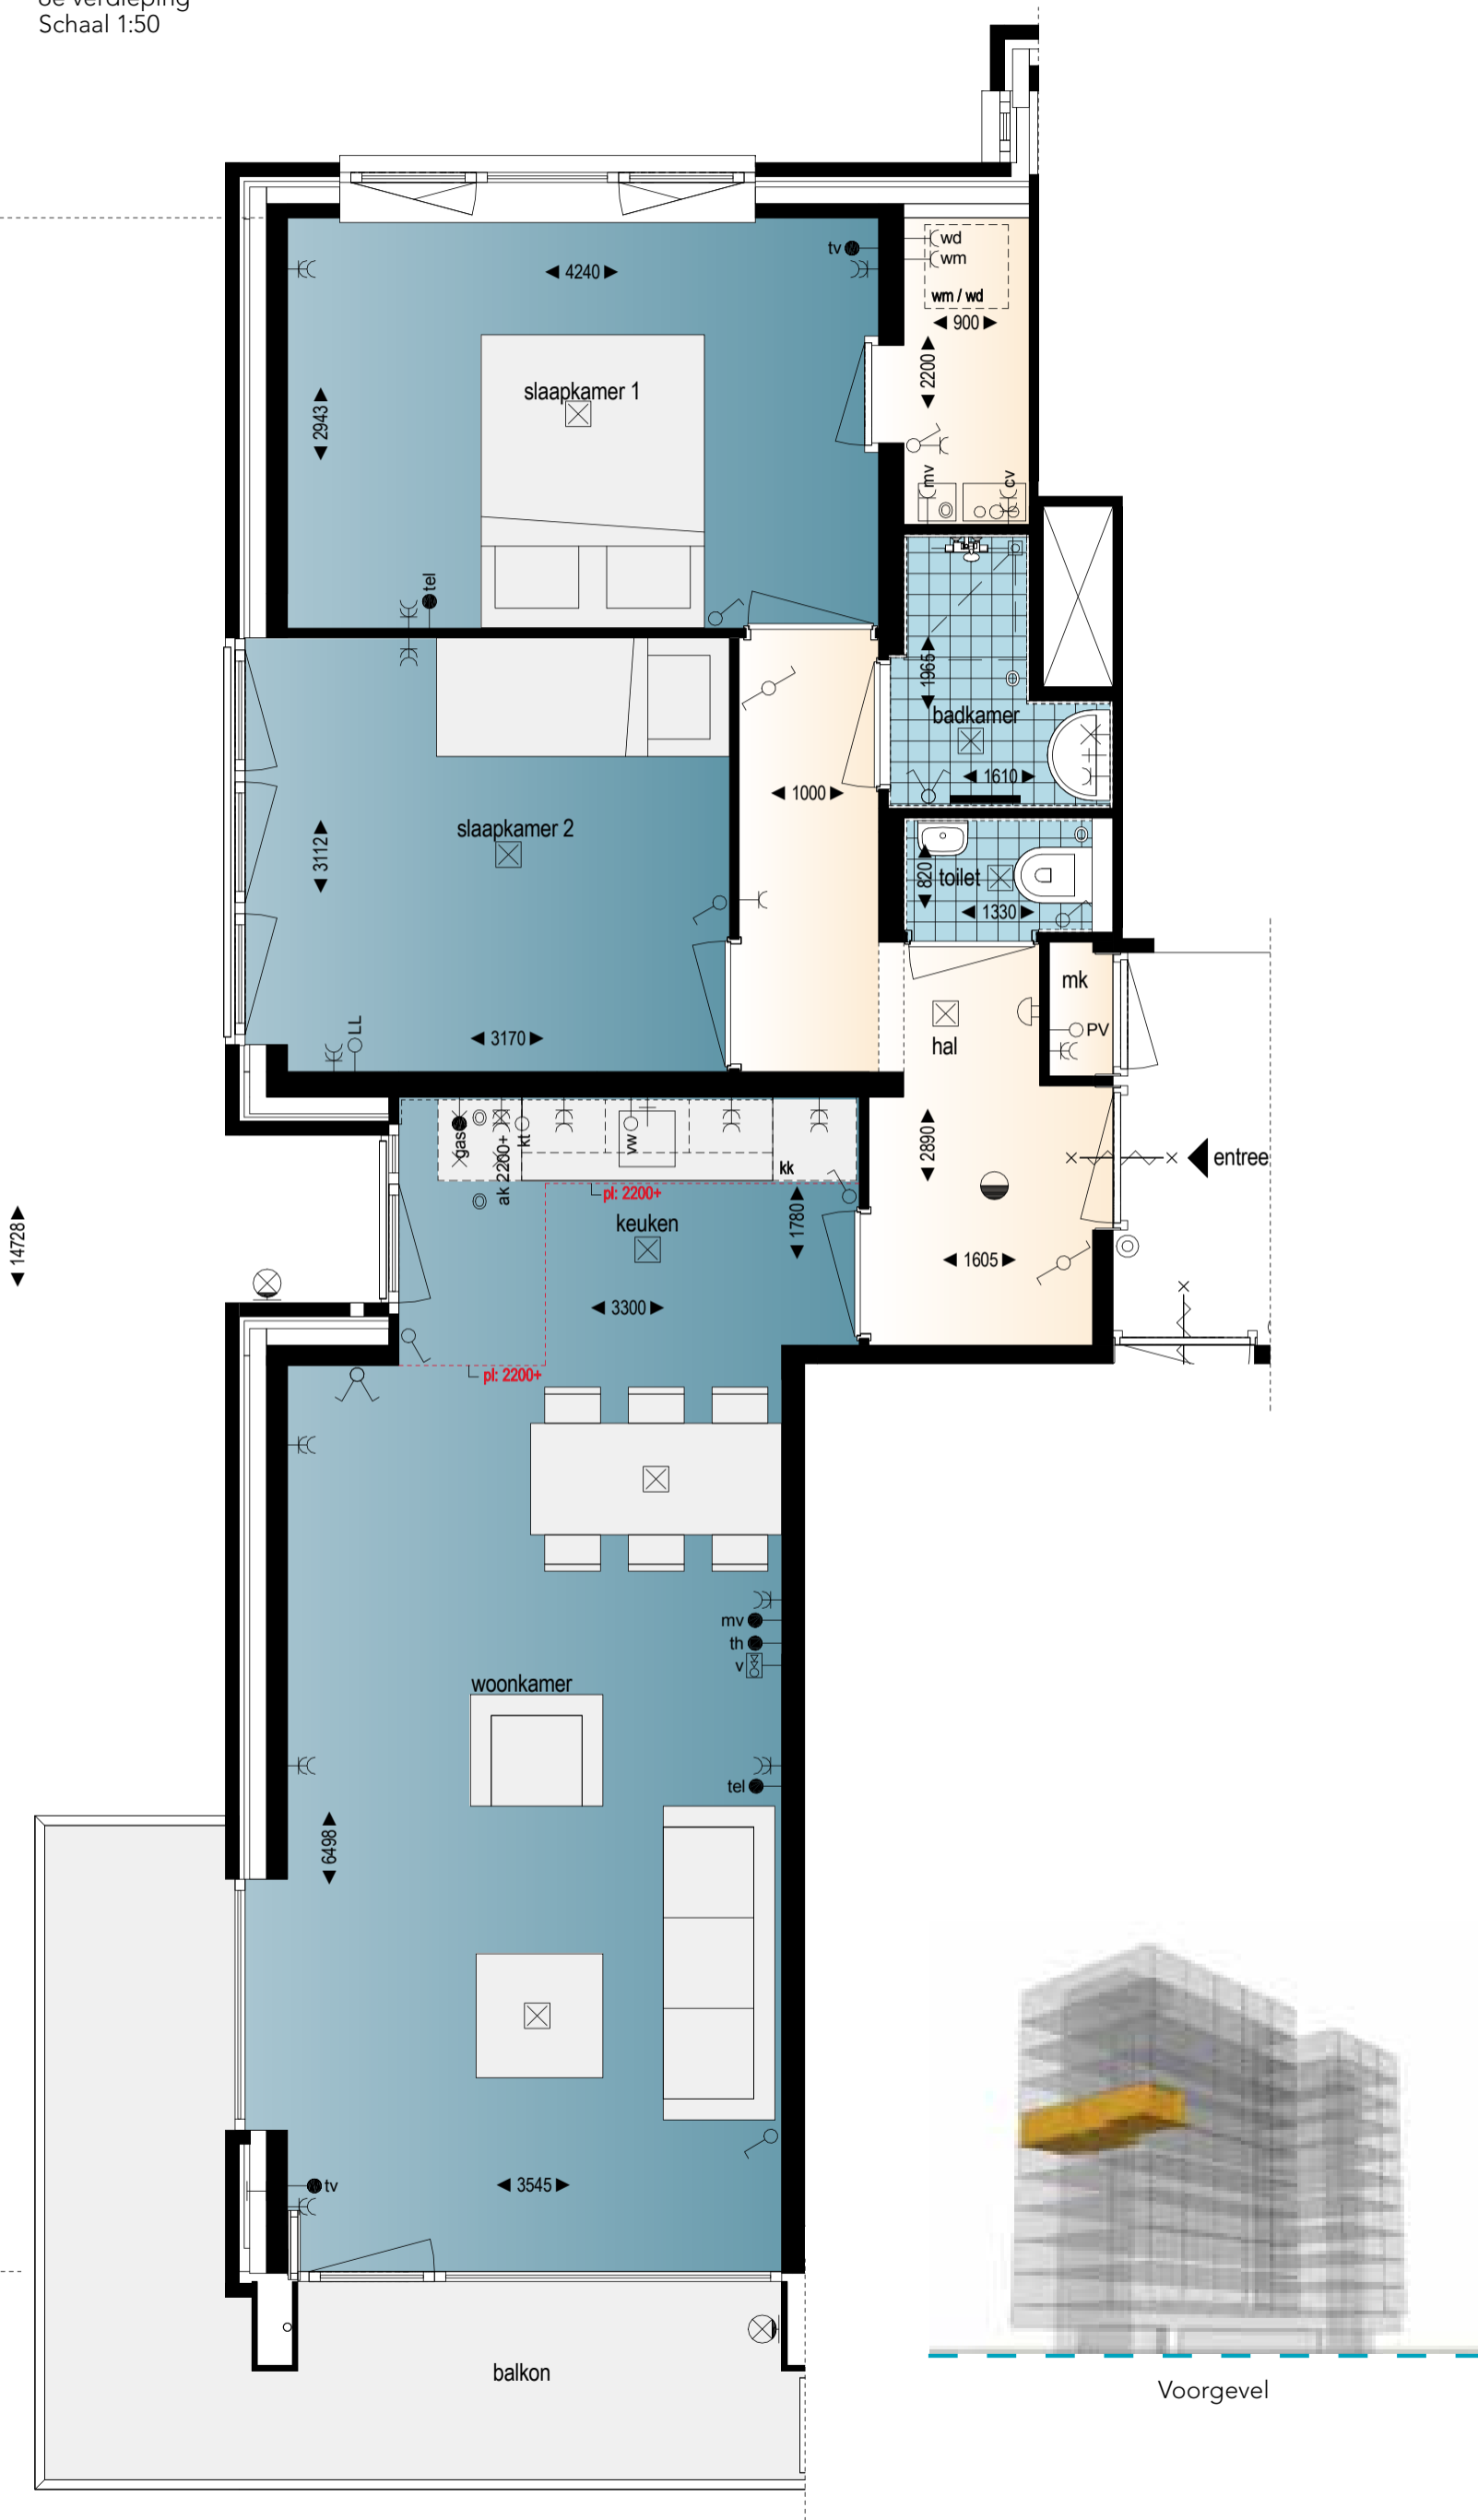 8e verdieping
Schaal 1:50
wd
tv
wm
4240
wm / wd
900
2200
slaapkamer 1
2943
mv
cv
tel
1965
badkamer
1610
1000
slaapkamer 2
3112
820
toilet
1330
mk
LL
PV
3170
hal
gas
ak 2200+
kt
vw
kk
2890
entree
pl: 2200+
1780
keuken
14728
1605
3300
pl: 2200+
mv
th
v
woonkamer
tel
6498
tv
3545
balkon
Voorgevel